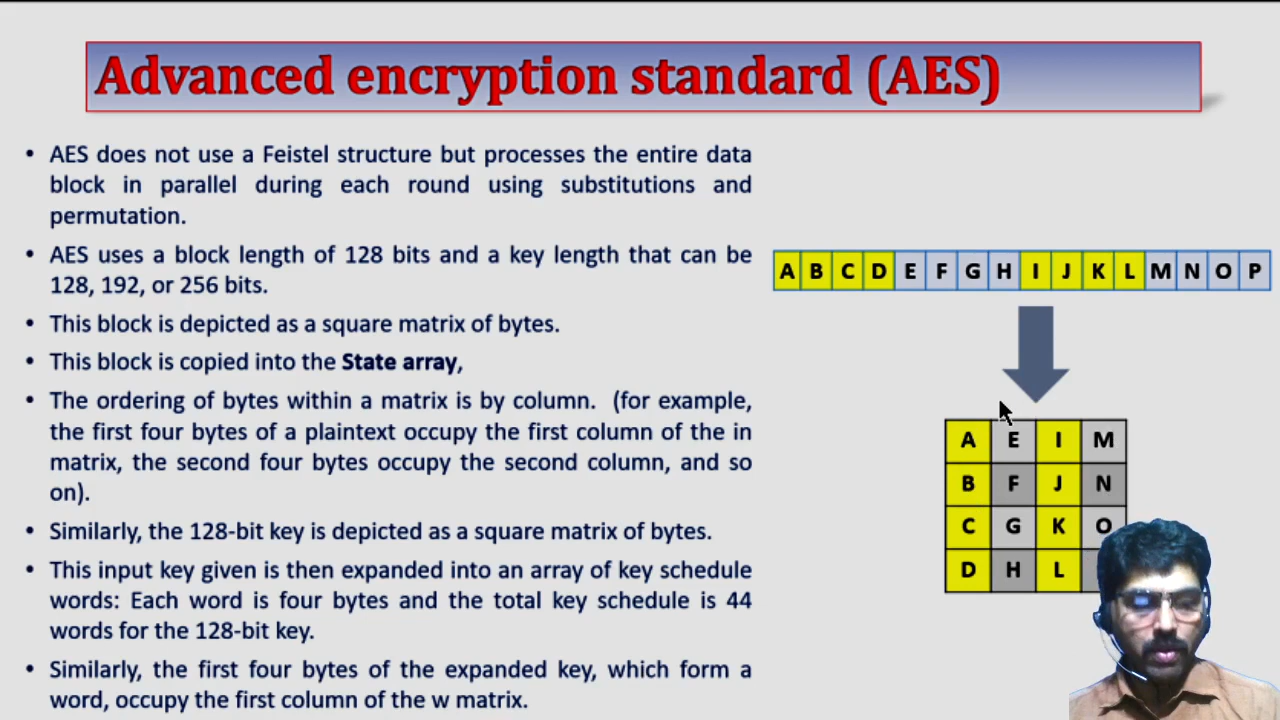 Advanced encryption standard (AES)
• AES does not use a Feistel structure but processes the entire data
block in parallel during each round using substitutions and
permutation.
• AES uses a block length of 128 bits and a key length that can be
128, 192, or 256 bits.
• This block is depicted as a square matrix of bytes.
• This block is copied into the State array,
• The ordering of bytes within a matrix is by column. (for example,
the first four bytes of a plaintext occupy the first column of the in
matrix, the second four bytes occupy the second column, and so
on).
• Similarly, the 128-bit key is depicted as a square matrix of bytes.
• This input key given is then expanded into an array of key schedule
words: Each word is four bytes and the total key schedule is 44
words for the 128-bit key.
• Similarly, the first four bytes of the expanded key, which form a
word, occupy the first column of the w matrix.
A B C D E F G H I J K L M N O P
A E I M
B F J N
C G K O
D H L